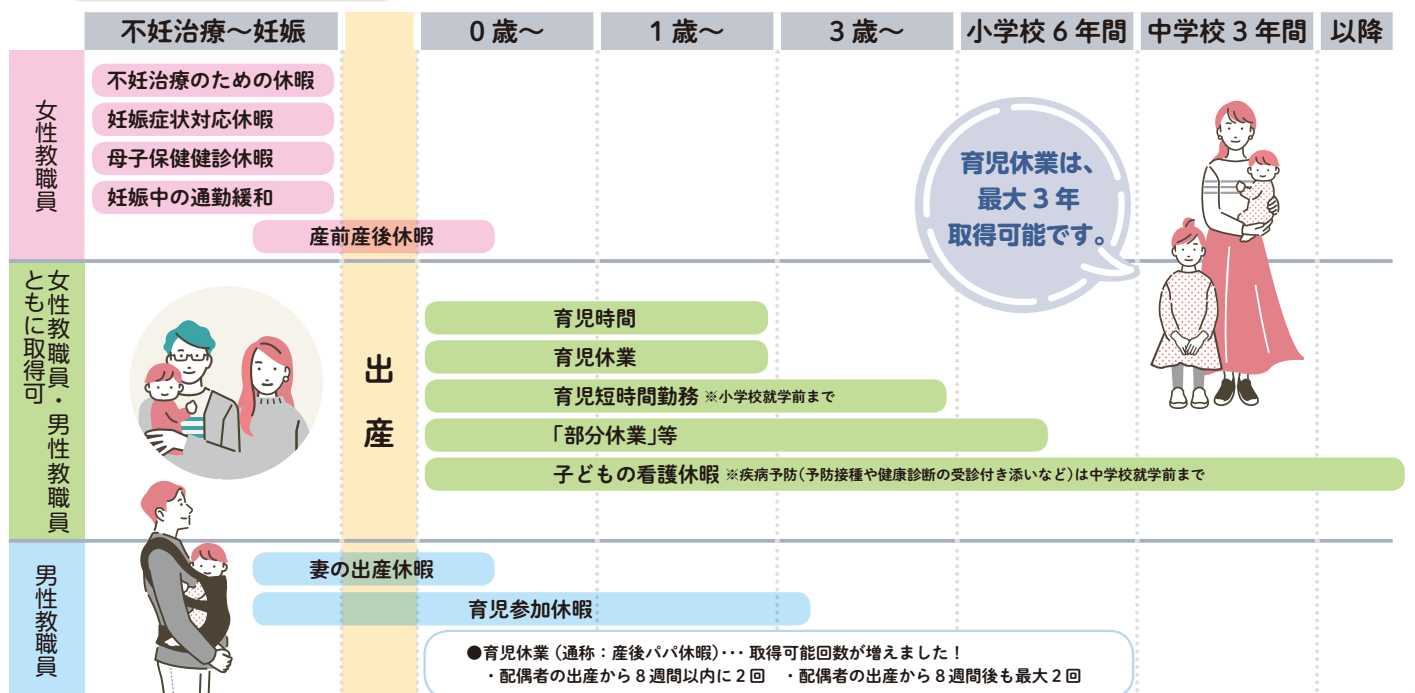 不妊治療～妊娠
0歳～
1歳～
3歳～
小学校6年間
中学校3年間
以降
女性教職員
不妊治療のための休暇
妊娠症状対応休暇
母子保健健診休暇
妊娠中の通勤緩和
産前産後休暇
育児休業は、
最大3年
取得可能です。
出産
女性教職員・男性教職員
ともに取得可
育児時間
育児休業
育児短時間勤務 ※小学校就学前まで
「部分休業」等
子どもの看護休暇 ※疾病予防(予防接種や健康診断の受診付き添いなど)は中学校就学前まで
男性教職員
妻の出産休暇
育児参加休暇
●育児休業（通称：産後パパ休暇）･･･ 取得可能回数が増えました！
・配偶者の出産から８週間以内に２回　・配偶者の出産から８週間後も最大２回